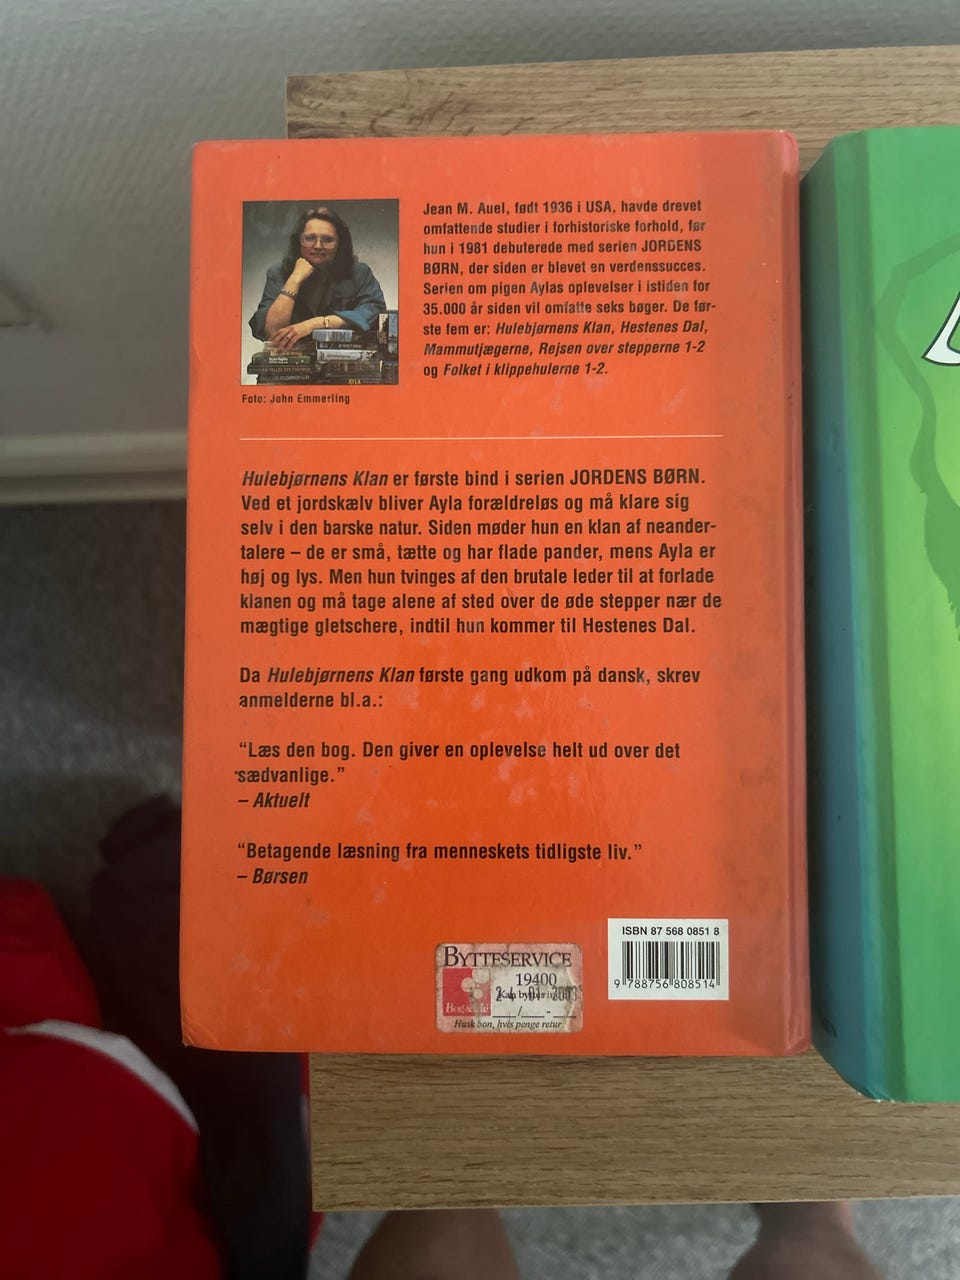 Jean M. Auel, født 1936 i USA, havde drevet
omfattende studier i forhistoriske forhold, før
hun i 1981 debuterede med serien JORDENS
BØRN, der siden er blevet en verdenssucces.
Serien om pigen Aylas oplevelser i istiden for
35.000 år siden vil omfatte seks bøger. De før-
ste fem er: Hulebjørnens Klan, Hestenes Dal,
Mammutjægerne, Rejsen over stepperne 1-2
og Folket i klippehulerne 1-2.
AYLA
Foto: John Emmerling
Hulebjørnens Klan er første bind i serien JORDENS BØRN.
Ved et jordskælv bliver Ayla forældreløs og må klare sig
selv i den barske natur. Siden møder hun en klan af neander-
talere – de er små, tætte og har flade pander, mens Ayla er
høj og lys. Men hun tvinges af den brutale leder til at forlade
klanen og må tage alene af sted over de øde stepper nær de
mægtige gletschere, indtil hun kommer til Hestenes Dal.
Da Hulebjørnens Klan første gang udkom på dansk, skrev
anmelderne bl.a.:
“Læs den bog. Den giver en oplevelse helt ud over det
sædvanlige.”
– Aktuelt
“Betagende læsning fra menneskets tidligste liv.”
– Børsen
ISBN 87 568 0851 8
9 788756 808514
BYTTESERVICE
19400
Kan byttes
Husk bon, hvis penge retur